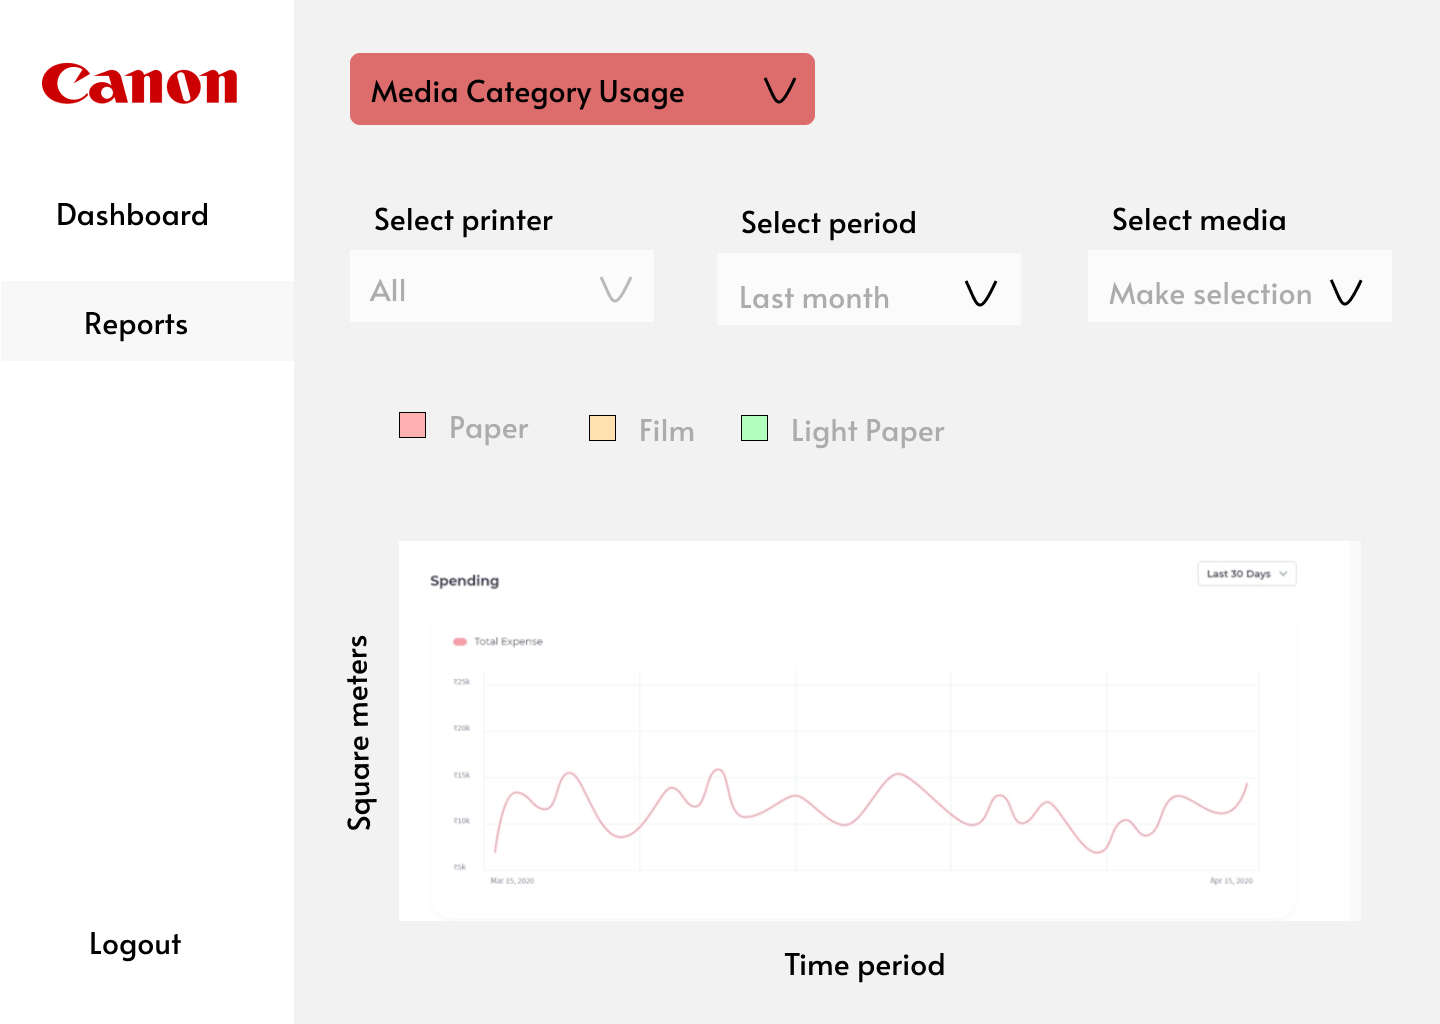 Canon
Dashboard
Reports
Logout
Media Category Usage
Select printer
All
Select period
Last month
Select media
Make selection
Paper
Film
Light Paper
Square meters
Spending
Last 30 Days
Total Expense
₹25k
₹20k
₹15k
₹10k
₹5k
Mar 15, 2020
Apr 15, 2020
Time period